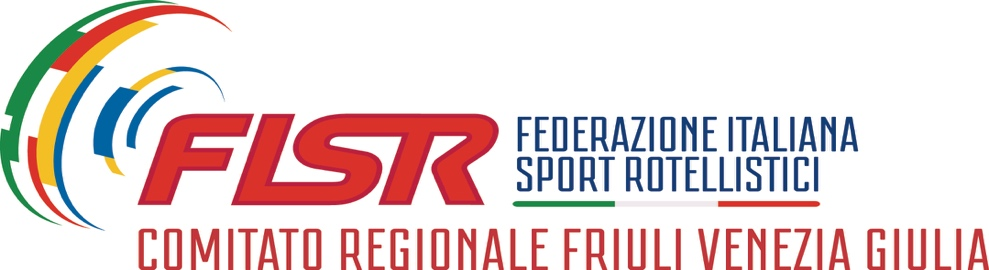 FISR
FEDERAZIONE ITALIANA
SPORT ROTELLISTICI
COMITATO REGIONALE FRIULI VENEZIA GIULIA